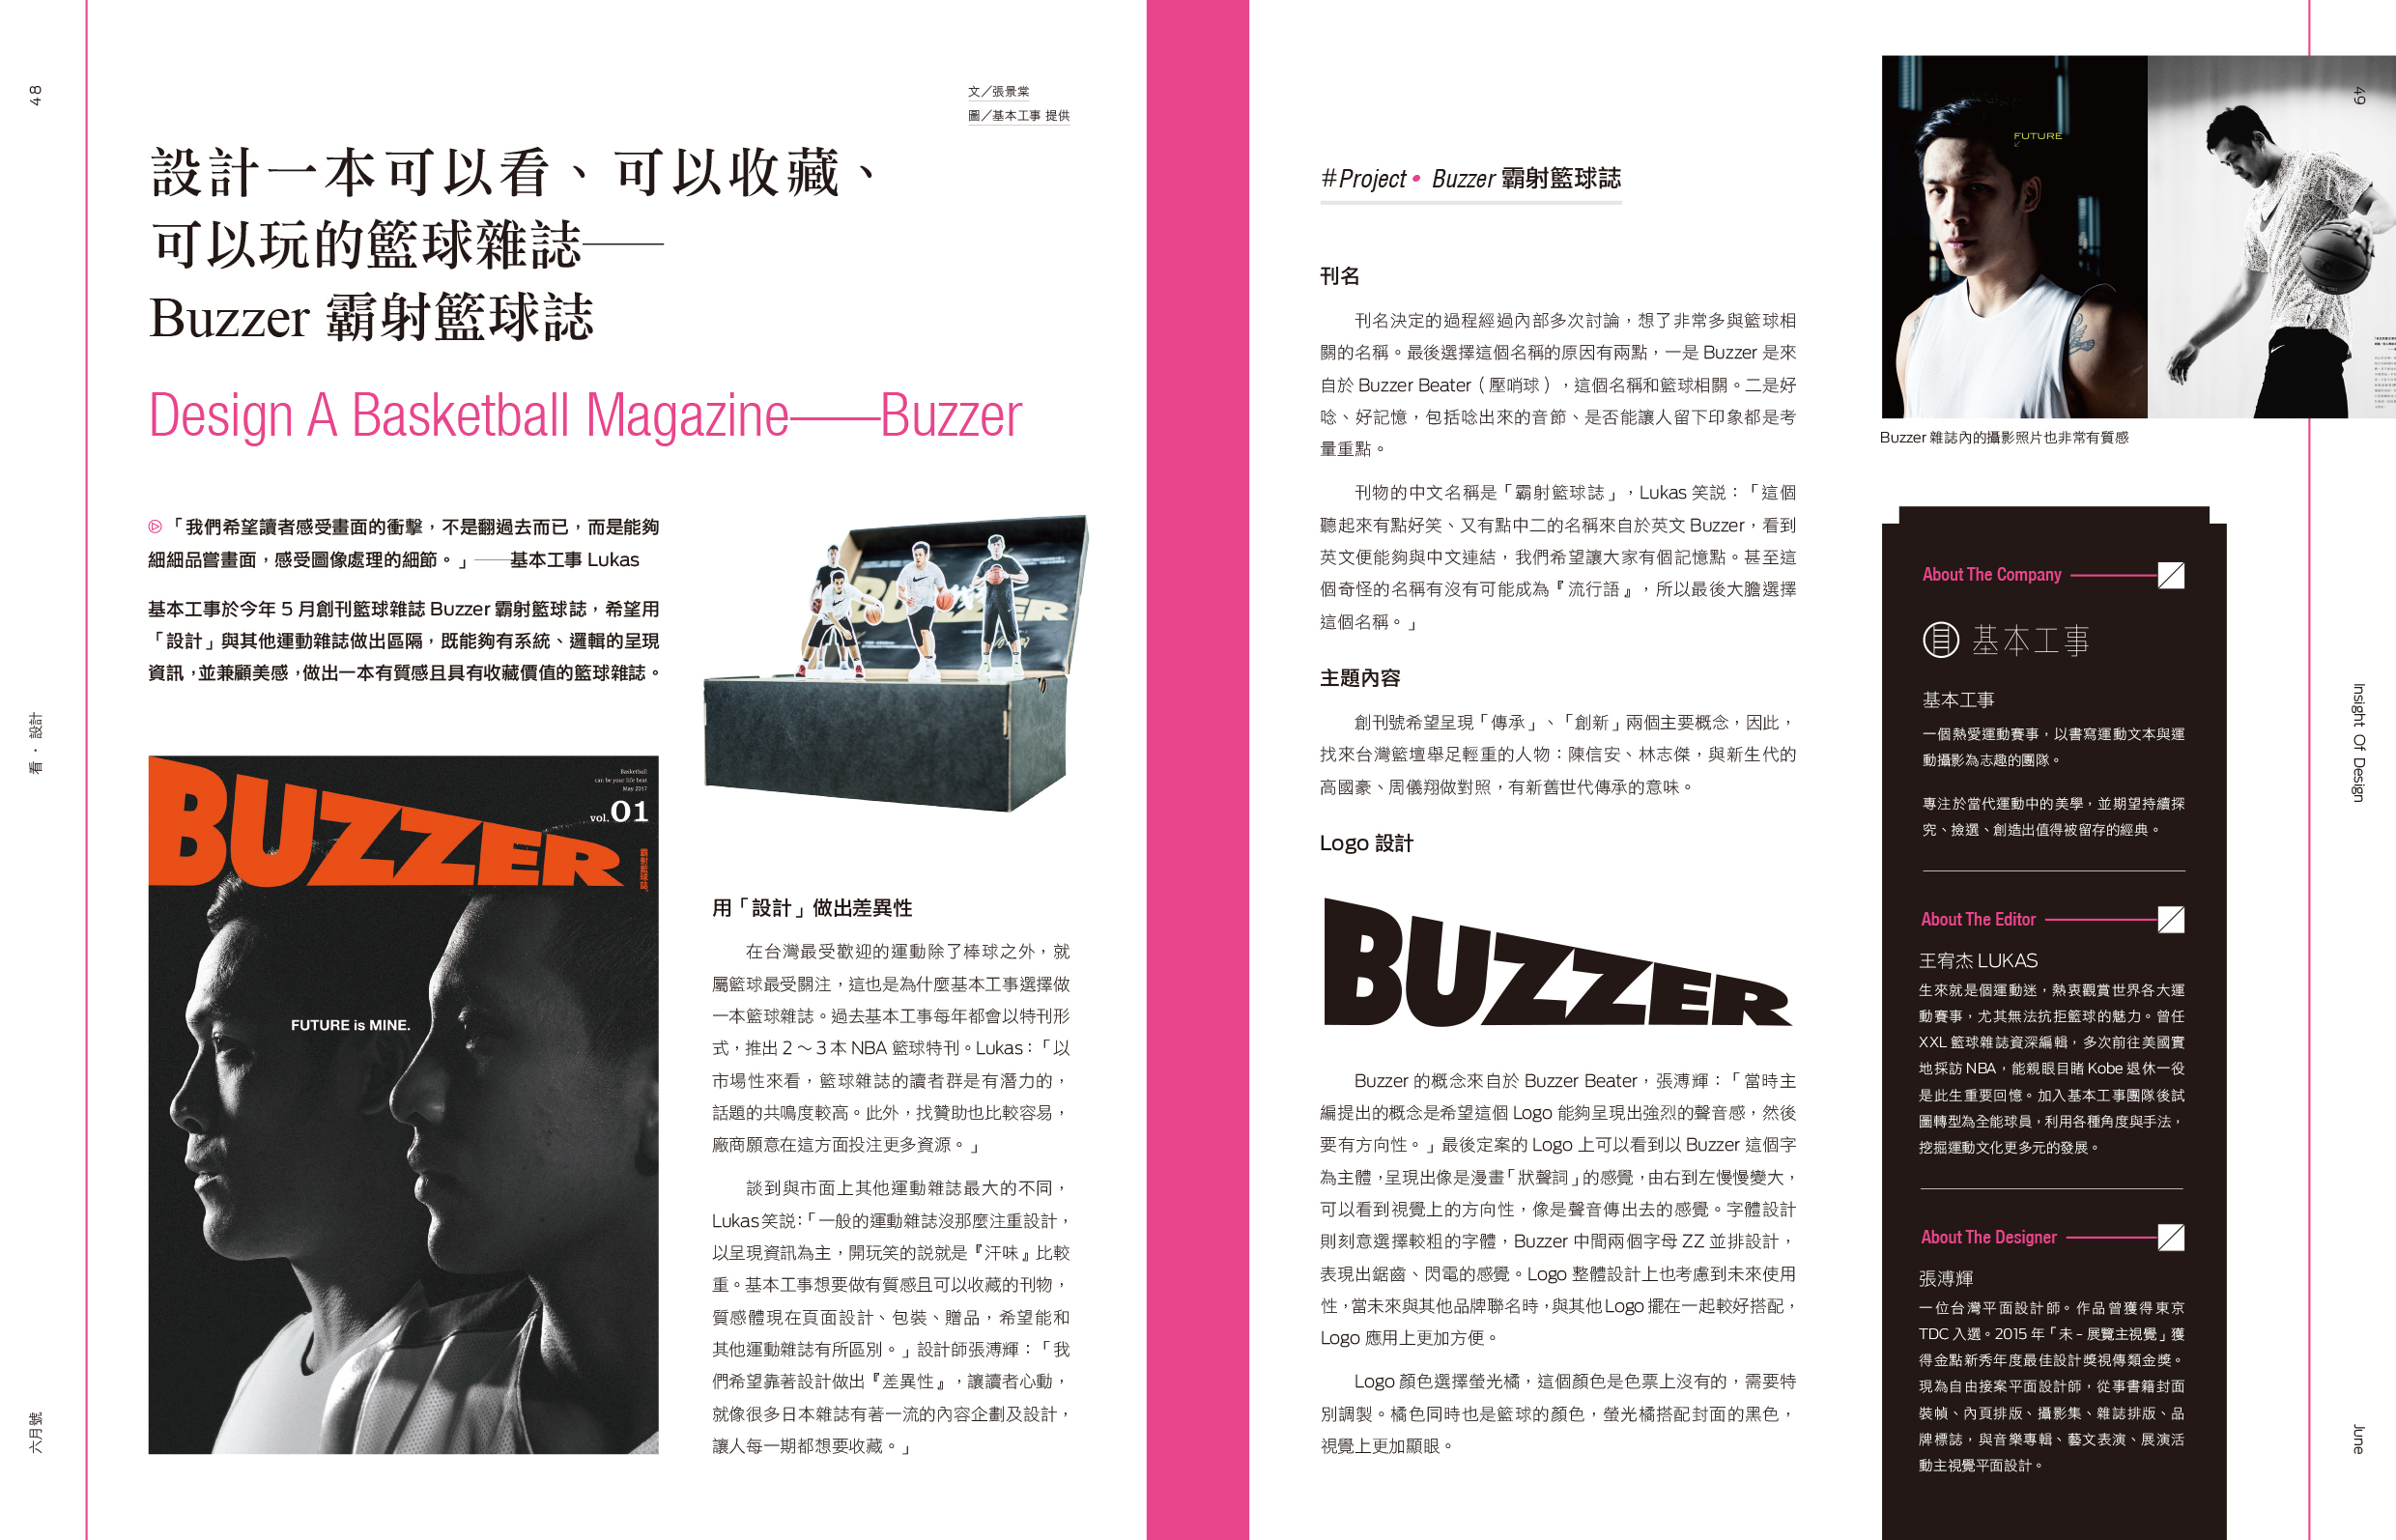 48
看・設計
六月號
文／張景棠
圖／基本工事 提供
設計一本可以看、可以收藏、
可以玩的籃球雜誌——
Buzzer 霸射籃球誌
Design A Basketball Magazine——Buzzer
「我們希望讀者感受畫面的衝擊，不是翻過去而已，而是能夠
細細品嘗畫面，感受圖像處理的細節。」——基本工事 Lukas
基本工事於今年 5 月創刊籃球雜誌 Buzzer 霸射籃球誌，希望用
「設計」與其他運動雜誌做出區隔，既能夠有系統、邏輯的呈現
資訊，並兼顧美感，做出一本有質感且具有收藏價值的籃球雜誌。
BUZZER
Basketball
can be your life beat
May 2017
vol.01
霸射籃球誌
FUTURE is MINE.
用「設計」做出差異性
在台灣最受歡迎的運動除了棒球之外，就
屬籃球最受關注，這也是為什麼基本工事選擇做
一本籃球雜誌。過去基本工事每年都會以特刊形
式，推出 2 ～ 3 本 NBA 籃球特刊。Lukas：「以
市場性來看，籃球雜誌的讀者群是有潛力的，
話題的共鳴度較高。此外，找贊助也比較容易，
廠商願意在這方面投注更多資源。」
談到與市面上其他運動雜誌最大的不同，
Lukas 笑説：「一般的運動雜誌沒那麼注重設計，
以呈現資訊為主，開玩笑的説就是『汗味』比較
重。基本工事想要做有質感且可以收藏的刊物，
質感體現在頁面設計、包裝、贈品，希望能和
其他運動雜誌有所區別。」設計師張溥輝：「我
們希望靠著設計做出『差異性』，讓讀者心動，
就像很多日本雜誌有著一流的內容企劃及設計，
讓人每一期都想要收藏。」
#Project• Buzzer 霸射籃球誌
刊名
刊名決定的過程經過內部多次討論，想了非常多與籃球相
關的名稱。最後選擇這個名稱的原因有兩點，一是 Buzzer 是來
自於 Buzzer Beater（壓哨球），這個名稱和籃球相關。二是好
唸、好記憶，包括唸出來的音節、是否能讓人留下印象都是考
量重點。
刊物的中文名稱是「霸射籃球誌」，Lukas 笑説：「這個
聽起來有點好笑、又有點中二的名稱來自於英文 Buzzer，看到
英文便能夠與中文連結，我們希望讓大家有個記憶點。甚至這
個奇怪的名稱有沒有可能成為『流行語』，所以最後大膽選擇
這個名稱。」
主題內容
創刊號希望呈現「傳承」、「創新」兩個主要概念，因此，
找來台灣籃壇舉足輕重的人物：陳信安、林志傑，與新生代的
高國豪、周儀翔做對照，有新舊世代傳承的意味。
Logo 設計
BUZZER
Buzzer 的概念來自於 Buzzer Beater，張溥輝：「當時主
編提出的概念是希望這個 Logo 能夠呈現出強烈的聲音感，然後
要有方向性。」最後定案的 Logo 上可以看到以 Buzzer 這個字
為主體，呈現出像是漫畫「狀聲詞」的感覺，由右到左慢慢變大，
可以看到視覺上的方向性，像是聲音傳出去的感覺。字體設計
則刻意選擇較粗的字體，Buzzer 中間兩個字母 ZZ 並排設計，
表現出鋸齒、閃電的感覺。Logo 整體設計上也考慮到未來使用
性，當未來與其他品牌聯名時，與其他 Logo 擺在一起較好搭配，
Logo 應用上更加方便。
Logo 顏色選擇螢光橘，這個顏色是色票上沒有的，需要特
別調製。橘色同時也是籃球的顏色，螢光橘搭配封面的黑色，
視覺上更加顯眼。
FUTURE
Buzzer 雜誌內的攝影照片也非常有質感
About The Company
基本工事
基本工事
一個熱愛運動賽事，以書寫運動文本與運
動攝影為志趣的團隊。
專注於當代運動中的美學，並期望持續探
究、撿選、創造出值得被留存的經典。
About The Editor
王宥杰 LUKAS
生來就是個運動迷，熱衷觀賞世界各大運
動賽事，尤其無法抗拒籃球的魅力。曾任
XXL 籃球雜誌資深編輯，多次前往美國實
地採訪 NBA，能親眼目睹 Kobe 退休一役
是此生重要回憶。加入基本工事團隊後試
圖轉型為全能球員，利用各種角度與手法，
挖掘運動文化更多元的發展。
About The Designer
張溥輝
一位台灣平面設計師。作品曾獲得東京
TDC 入選。2015 年「未 – 展覽主視覺」獲
得金點新秀年度最佳設計獎視傳類金獎。
現為自由接案平面設計師，從事書籍封面
裝幀、內頁排版、攝影集、雜誌排版、品
牌標誌，與音樂專輯、藝文表演、展演活
動主視覺平面設計。
49
Insight Of Design
June